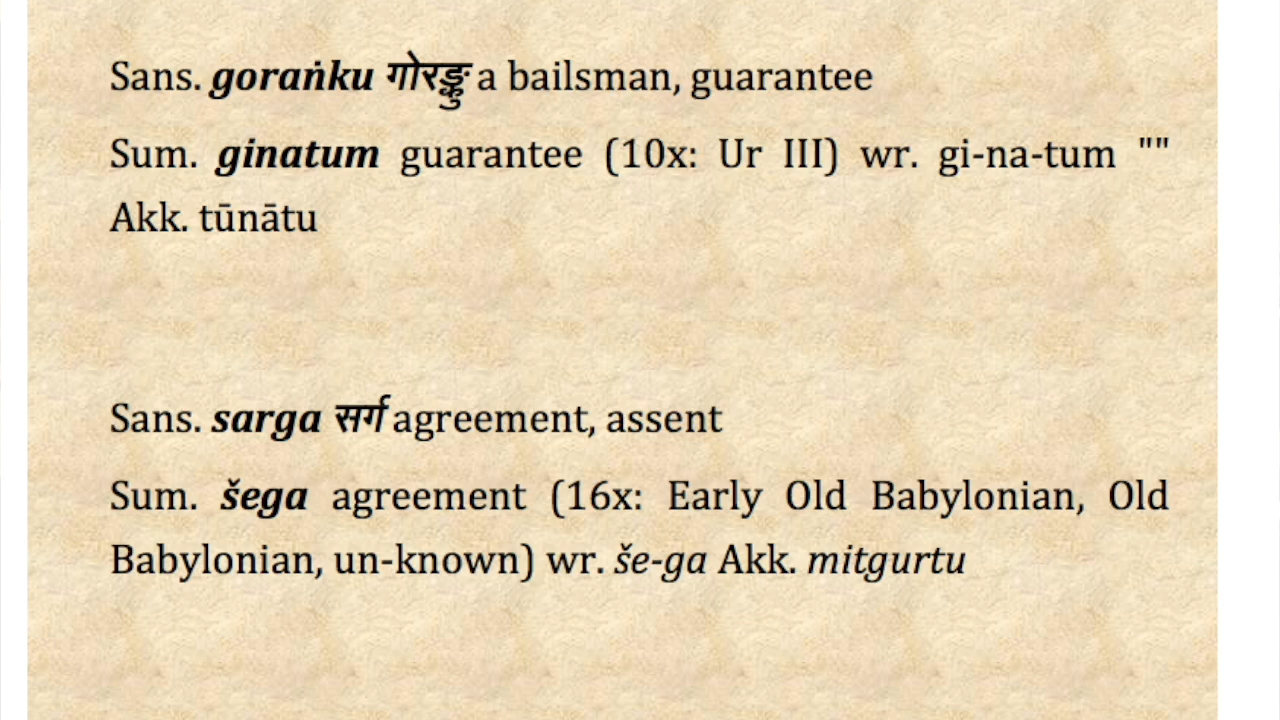 Sans. goraṅku गोरङ्कु a bailsman, guarantee
Sum. ginatum guarantee (10x: Ur III) wr. gi-na-tum ""
Akk. tūnātu
Sans. sarga सर्ग agreement, assent
Sum. šega agreement (16x: Early Old Babylonian, Old
Babylonian, un-known) wr. še-ga Akk. mitgurtu